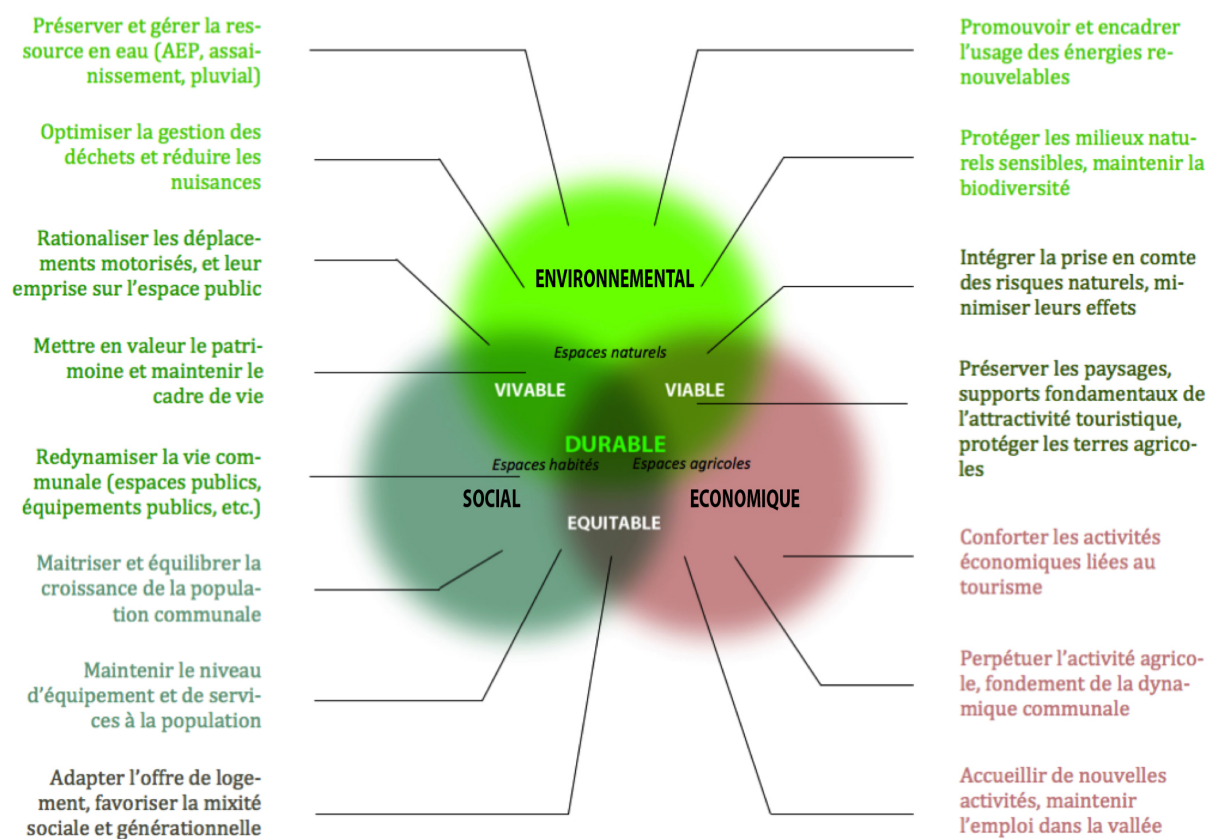 Préserver et gérer la res-
source en eau (AEP, assai-
nissement, pluvial)
Optimiser la gestion des
déchets et réduire les
nuisances
Rationaliser les déplace-
ments motorisés, et leur
emprise sur l'espace public
Mettre en valeur le patri-
moine et maintenir le
cadre de vie
Redynamiser la vie com-
munale (espaces publics,
équipements publics, etc.)
Maitriser et équilibrer la
croissance de la popula-
tion communale
Maintenir le niveau
d'équipement et de servi-
ces à la population
Adapter l'offre de loge-
ment, favoriser la mixité
sociale et générationnelle
ENVIRONNEMENTAL
Espaces naturels
VIVABLE
VIABLE
DURABLE
Espaces habités
Espaces agricoles
SOCIAL
ECONOMIQUE
EQUITABLE
Promouvoir et encadrer
l'usage des énergies re-
nouvelables
Protéger les milieux natu-
rels sensibles, maintenir la
biodiversité
Intégrer la prise en comte
des risques naturels, mi-
nimiser leurs effets
Préserver les paysages,
supports fondamentaux de
l'attractivité touristique,
protéger les terres agrico-
les
Conforter les activités
économiques liées au
tourisme
Perpétuer l'activité agrico-
le, fondement de la dyna-
mique communale
Accueillir de nouvelles
activités, maintenir
l'emploi dans la vallée